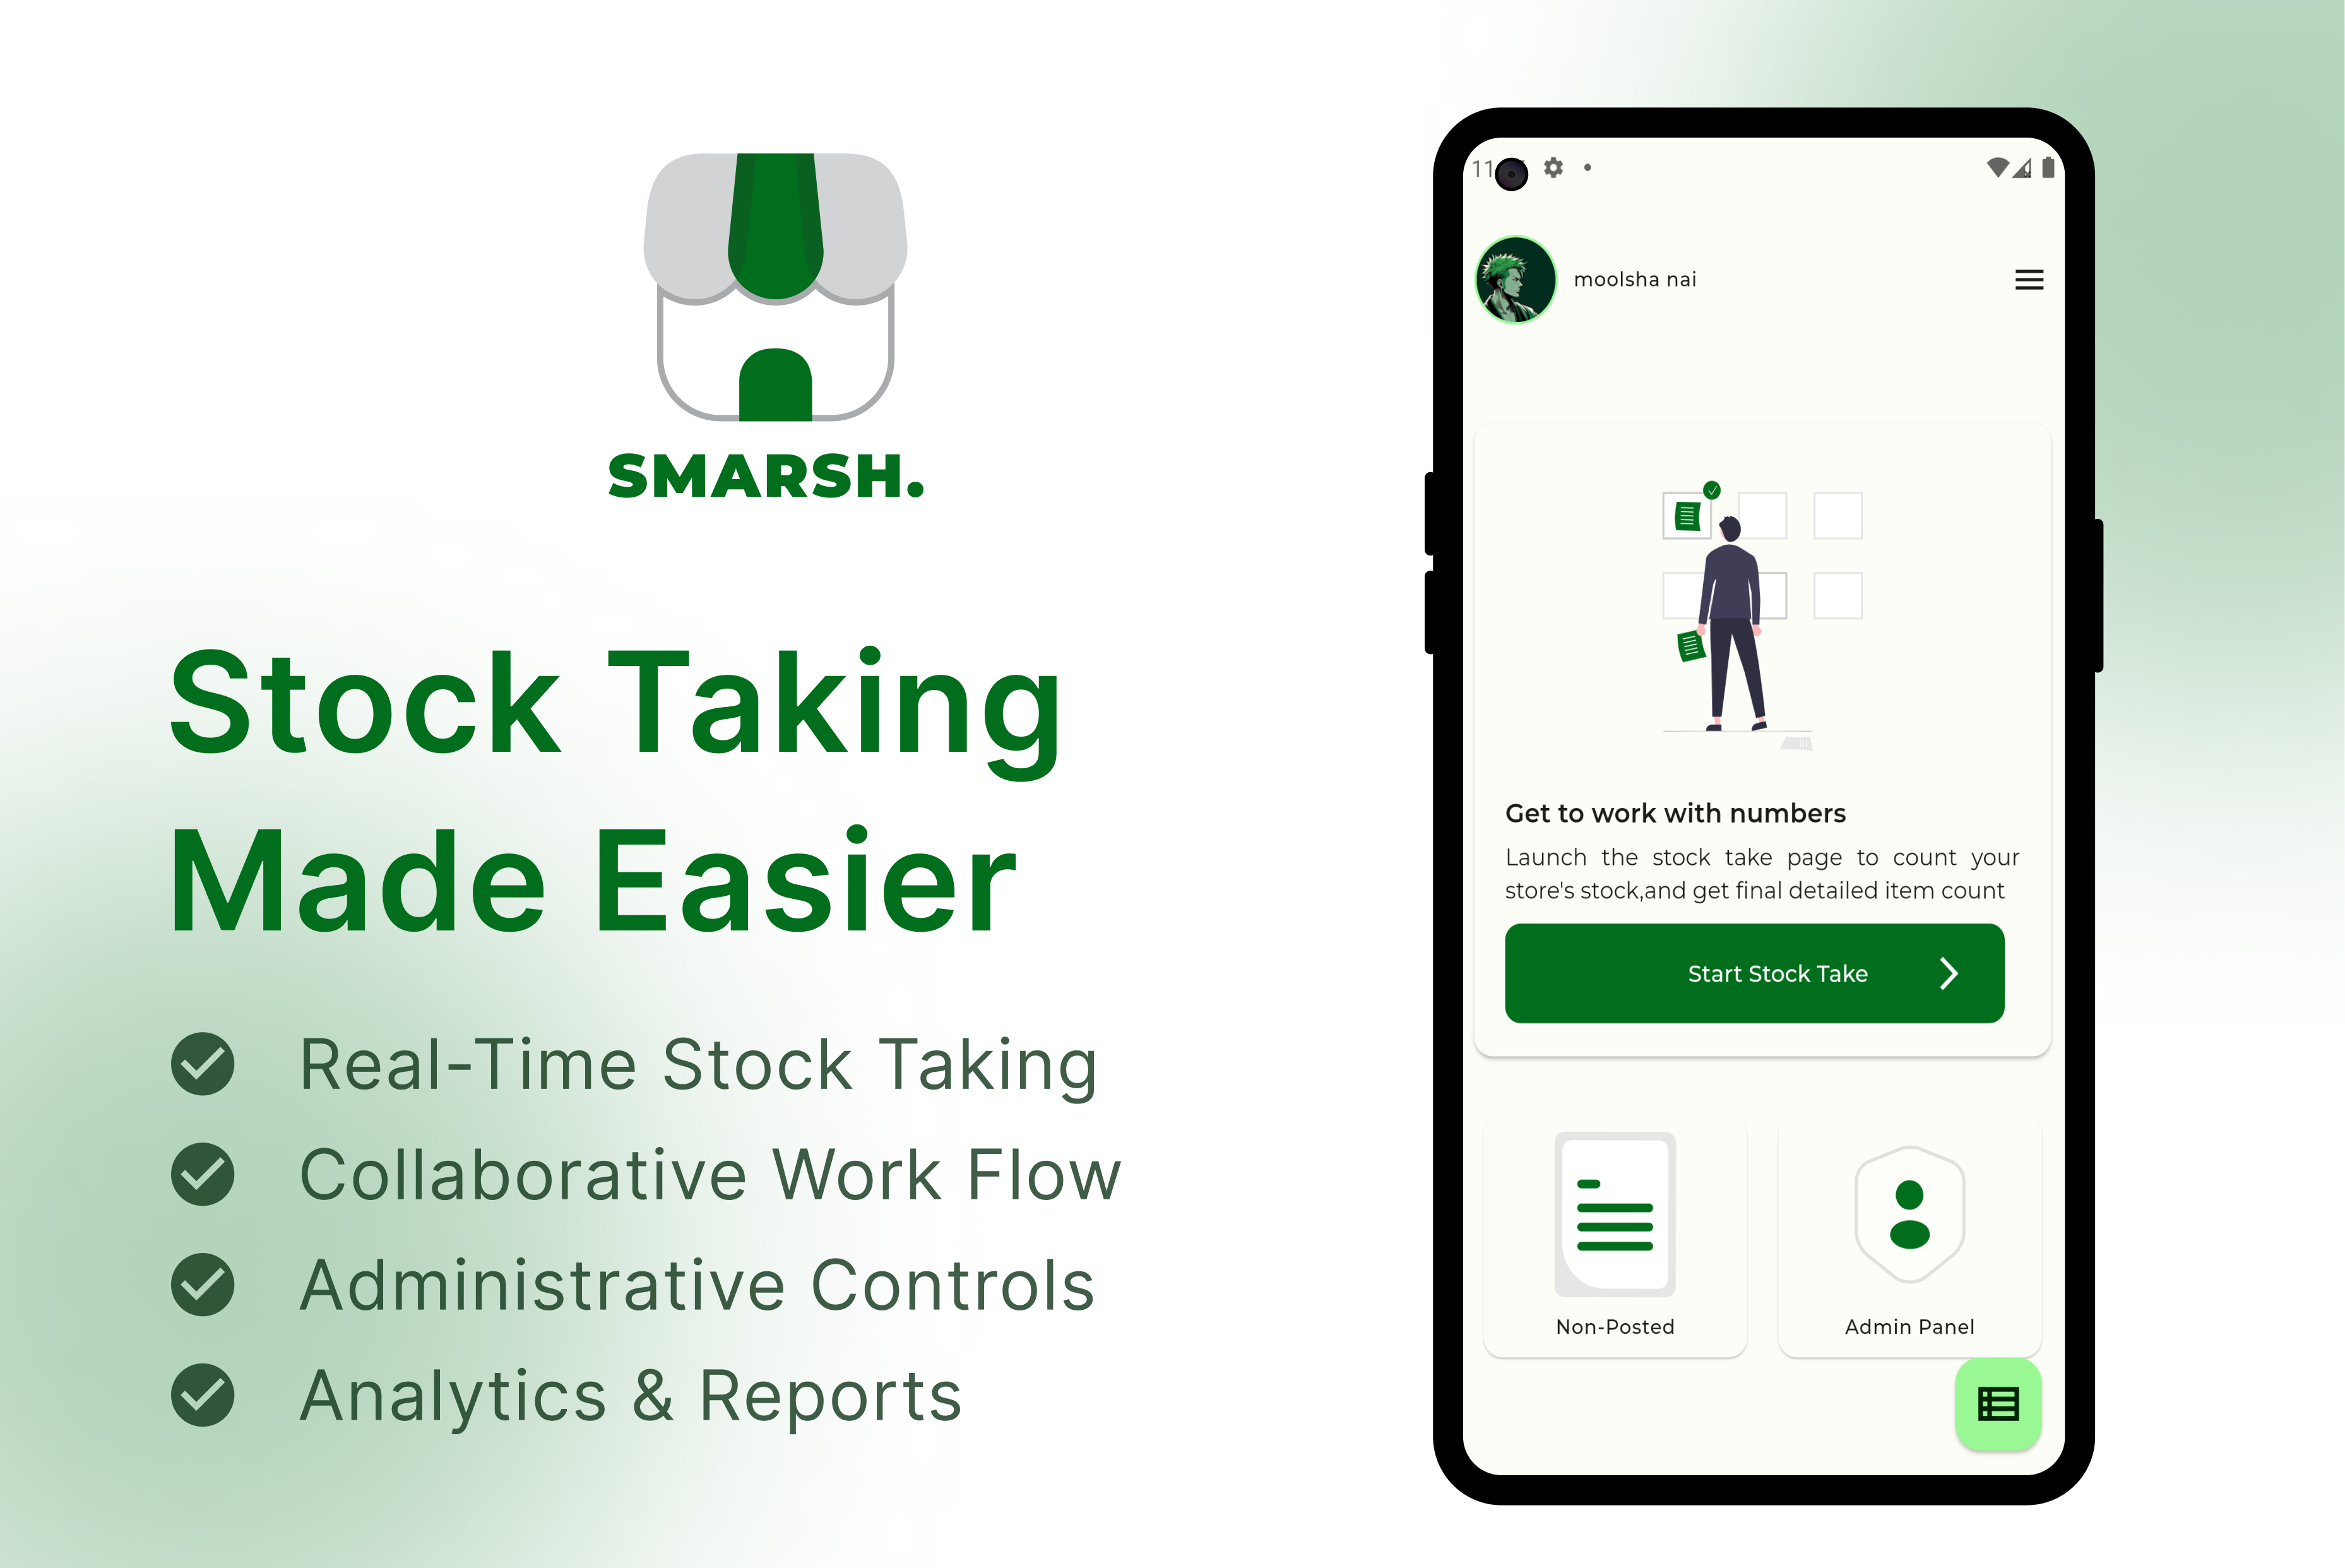 SMARSH.
Stock Taking
Made Easier
Real-Time Stock Taking
Collaborative Work Flow
Administrative Controls
Analytics & Reports
moolsha nai
Get to work with numbers
Launch the stock take page to count your
store's stock,and get final detailed item count
Start Stock Take
Non-Posted
Admin Panel